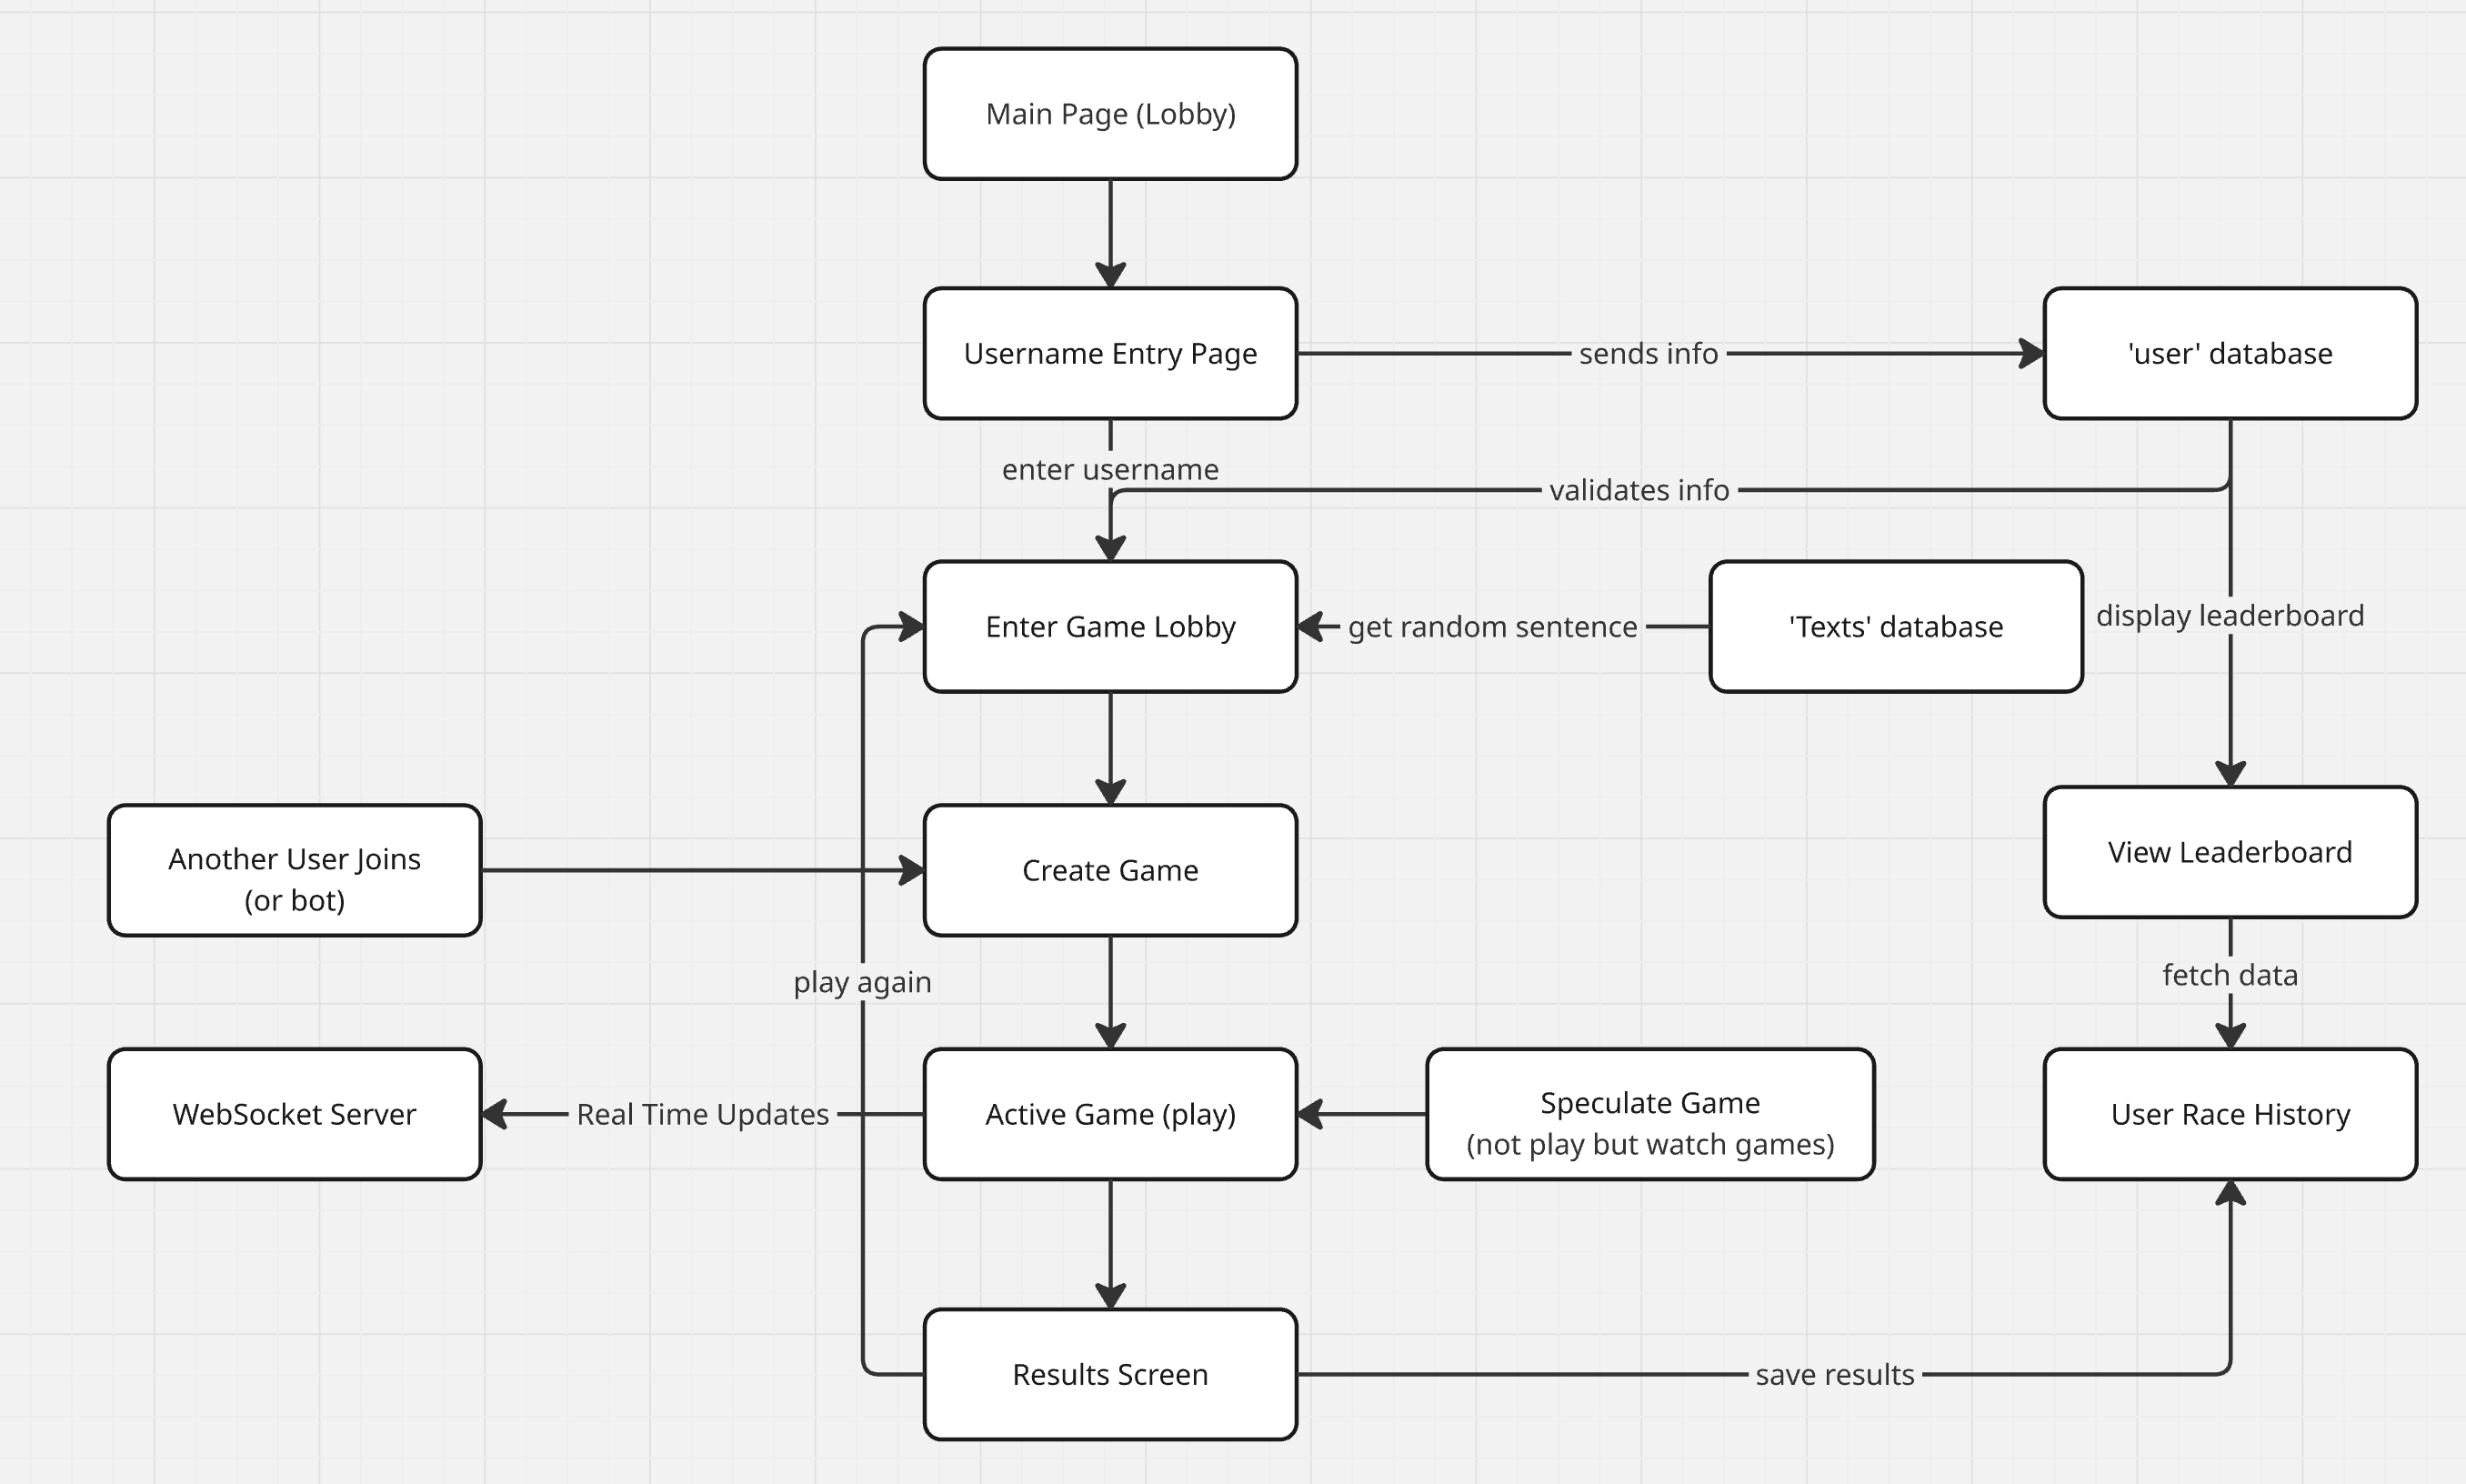 Main Page (Lobby)
Username Entry Page
sends info
'user' database
enter username
validates info
Enter Game Lobby
get random sentence
'Texts' database
display leaderboard
Another User Joins
(or bot)
Create Game
View Leaderboard
play again
fetch data
WebSocket Server
Real Time Updates
Active Game (play)
Speculate Game
(not play but watch games)
User Race History
Results Screen
save results